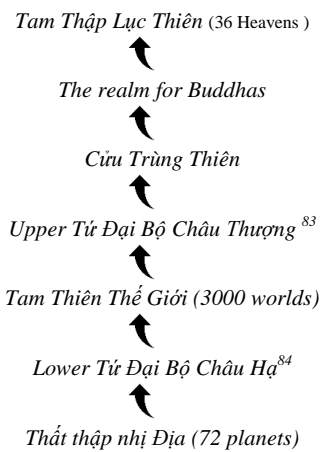 Tam Thập Lục Thiên (36 Heavens )
The realm for Buddhas
Cửu Trùng Thiên
Upper Tứ Đại Bộ Châu Thượng 83
Tam Thiên Thế Giới (3000 worlds)
Lower Tứ Đại Bộ Châu Hạ84
Thất thập nhị Địa (72 planets)